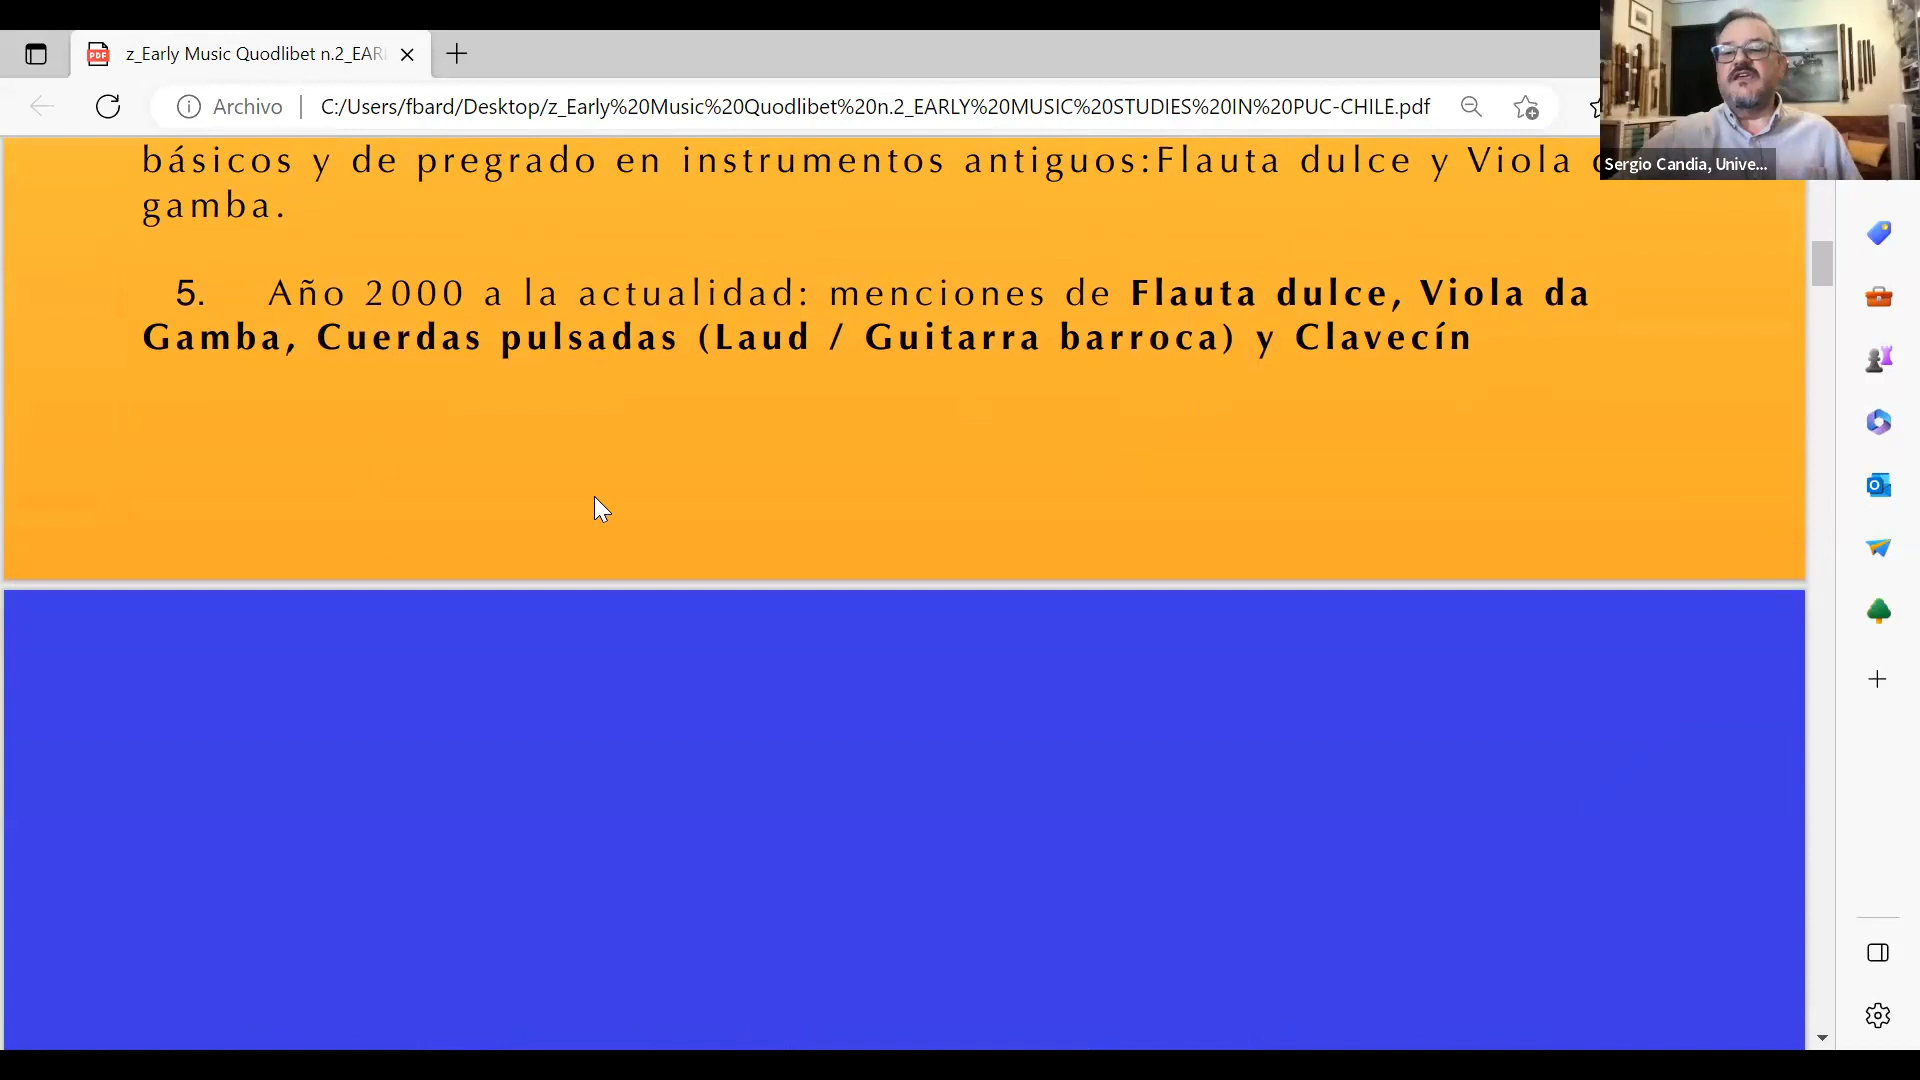 z_Early Music Quodlibet n.2_EAR
Archivo
C:/Users/fbard/Desktop/z_Early%20Music%20Quodlibet%20n.2_EARLY%20MUSIC%20STUDIES%20IN%20PUC-CHILE.pdf
Sergio Candia, Unive...
básicos y de pregrado en instrumentos antiguos:Flauta dulce y Viola
gamba.
5. Año 2000 a la actualidad: menciones de Flauta dulce, Viola da
Gamba, Cuerdas pulsadas (Laud / Guitarra barroca) y Clavecín